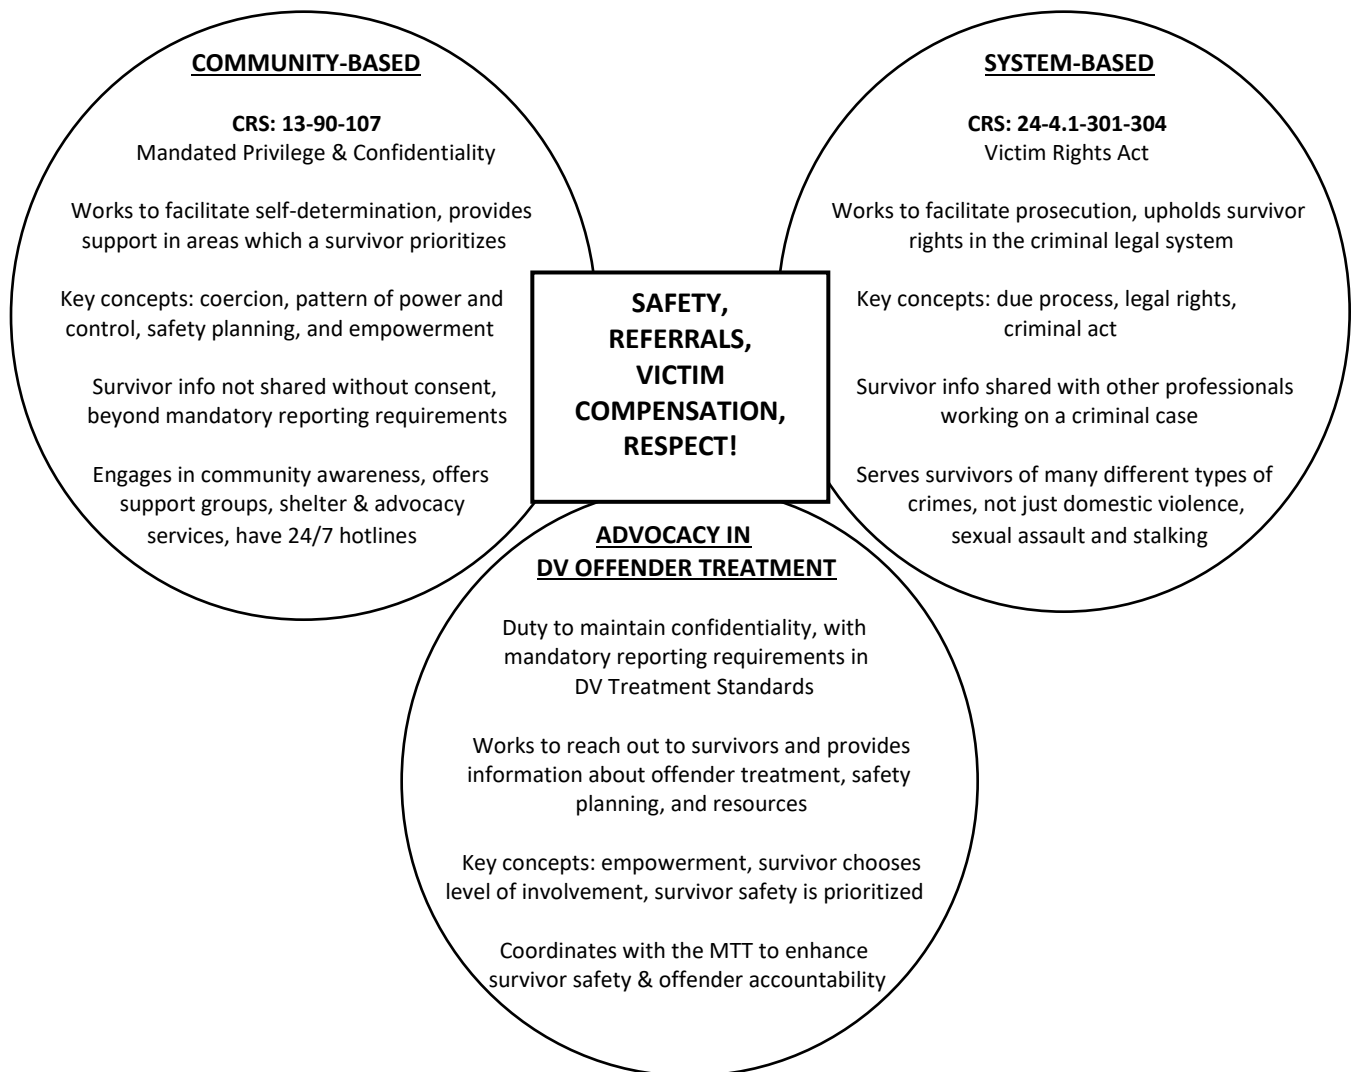 COMMUNITY-BASED
CRS: 13-90-107
Mandated Privilege & Confidentiality
Works to facilitate self-determination, provides
support in areas which a survivor prioritizes
Key concepts: coercion, pattern of power and
control, safety planning, and empowerment
Survivor info not shared without consent,
beyond mandatory reporting requirements
Engages in community awareness, offers
support groups, shelter & advocacy
services, have 24/7 hotlines
SYSTEM-BASED
CRS: 24-4.1-301-304
Victim Rights Act
Works to facilitate prosecution, upholds survivor
rights in the criminal legal system
Key concepts: due process, legal rights,
criminal act
Survivor info shared with other professionals
working on a criminal case
Serves survivors of many different types of
crimes, not just domestic violence,
sexual assault and stalking
SAFETY,
REFERRALS,
VICTIM
COMPENSATION,
RESPECT!
ADVOCACY IN
DV OFFENDER TREATMENT
Duty to maintain confidentiality, with
mandatory reporting requirements in
DV Treatment Standards
Works to reach out to survivors and provides
information about offender treatment, safety
planning, and resources
Key concepts: empowerment, survivor chooses
level of involvement, survivor safety is prioritized
Coordinates with the MTT to enhance
survivor safety & offender accountability